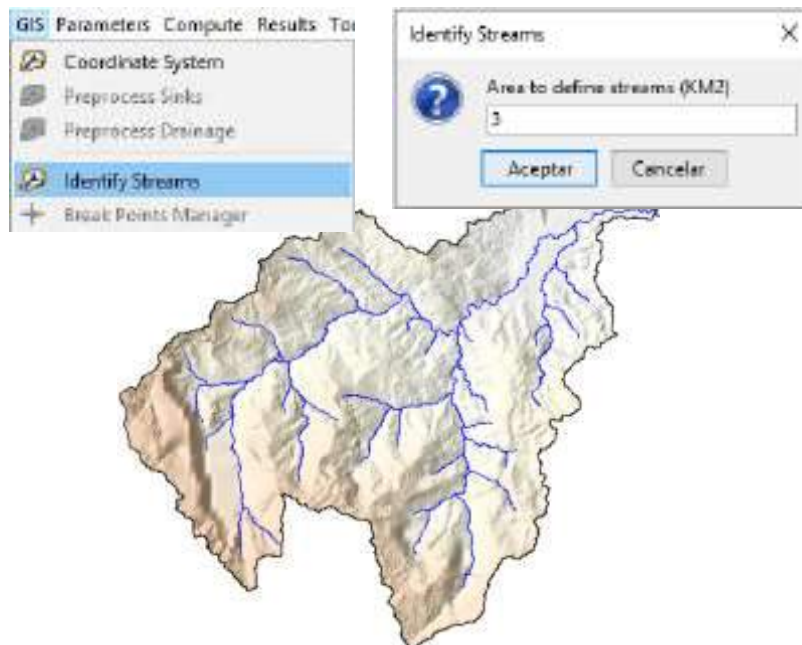 GIS Parameters Compute Results Too
Coordinate System
Preprocess Sinks
Preprocess Drainage
Identify Streams
Break Points Manager
Identify Streams
Area to define streams (KM2)
3
Aceptar Cancelar